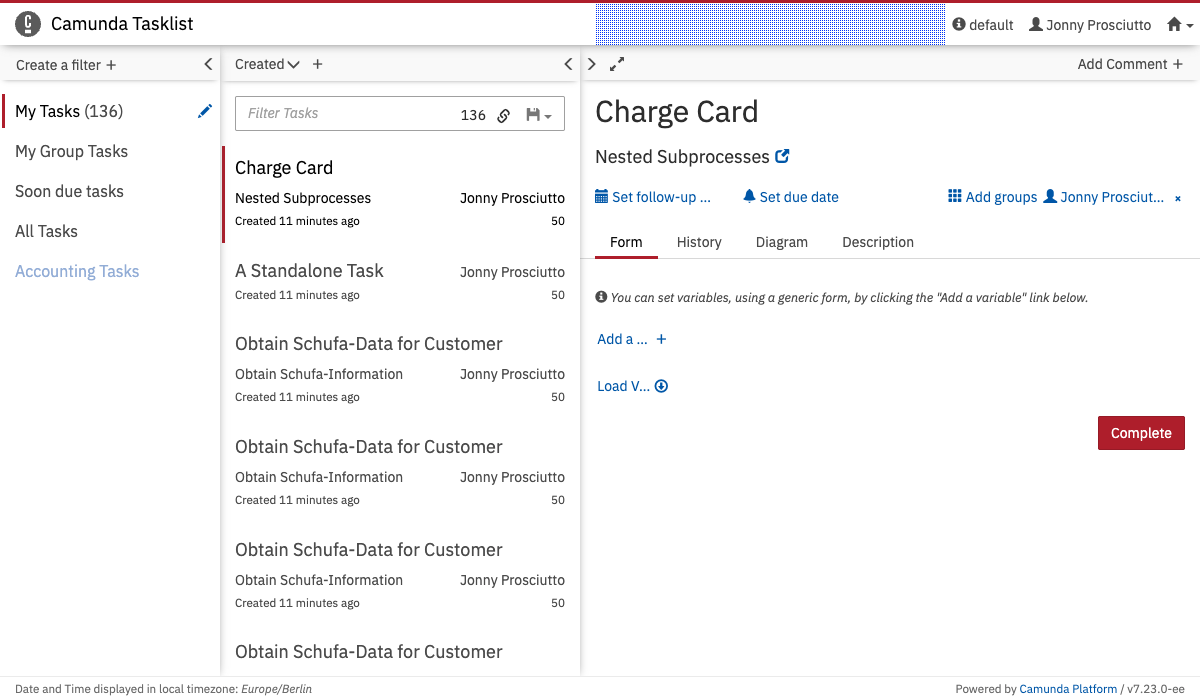 Camunda Tasklist
default
Jonny Prosciutto
Create a filter +
My Tasks (136)
My Group Tasks
Soon due tasks
All Tasks
Accounting Tasks
Created +
Filter Tasks 136
Charge Card
Nested Subprocesses Jonny Prosciutto
Created 11 minutes ago 50
A Standalone Task Jonny Prosciutto
Created 11 minutes ago 50
Obtain Schufa-Data for Customer
Obtain Schufa-Information Jonny Prosciutto
Created 11 minutes ago 50
Obtain Schufa-Data for Customer
Obtain Schufa-Information Jonny Prosciutto
Created 11 minutes ago 50
Obtain Schufa-Data for Customer
Obtain Schufa-Information Jonny Prosciutto
Created 11 minutes ago 50
Obtain Schufa-Data for Customer
Add Comment +
Charge Card
Nested Subprocesses
Set follow-up ... Set due date Add groups Jonny Prosciut... ×
Form History Diagram Description
You can set variables, using a generic form, by clicking the "Add a variable" link below.
Add a ... +
Load V...
Complete
Date and Time displayed in local timezone: Europe/Berlin
Powered by Camunda Platform / v7.23.0-ee